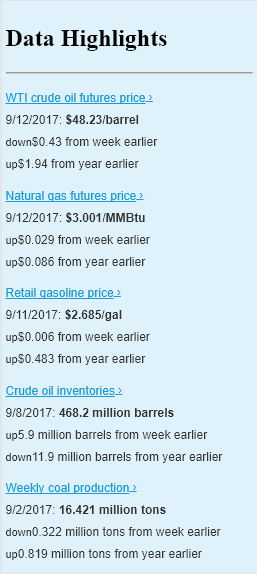 Data Highlights
WTI crude oil futures price ›
9/12/2017: $48.23/barrel
down$0.43 from week earlier
up$1.94 from year earlier
Natural gas futures price ›
9/12/2017: $3.001/MMBtu
up$0.029 from week earlier
up$0.086 from year earlier
Retail gasoline price ›
9/11/2017: $2.685/gal
up$0.006 from week earlier
up$0.483 from year earlier
Crude oil inventories ›
9/8/2017: 468.2 million barrels
up5.9 million barrels from week earlier
down11.9 million barrels from year earlier
Weekly coal production ›
9/2/2017: 16.421 million tons
down0.322 million tons from week earlier
up0.819 million tons from year earlier